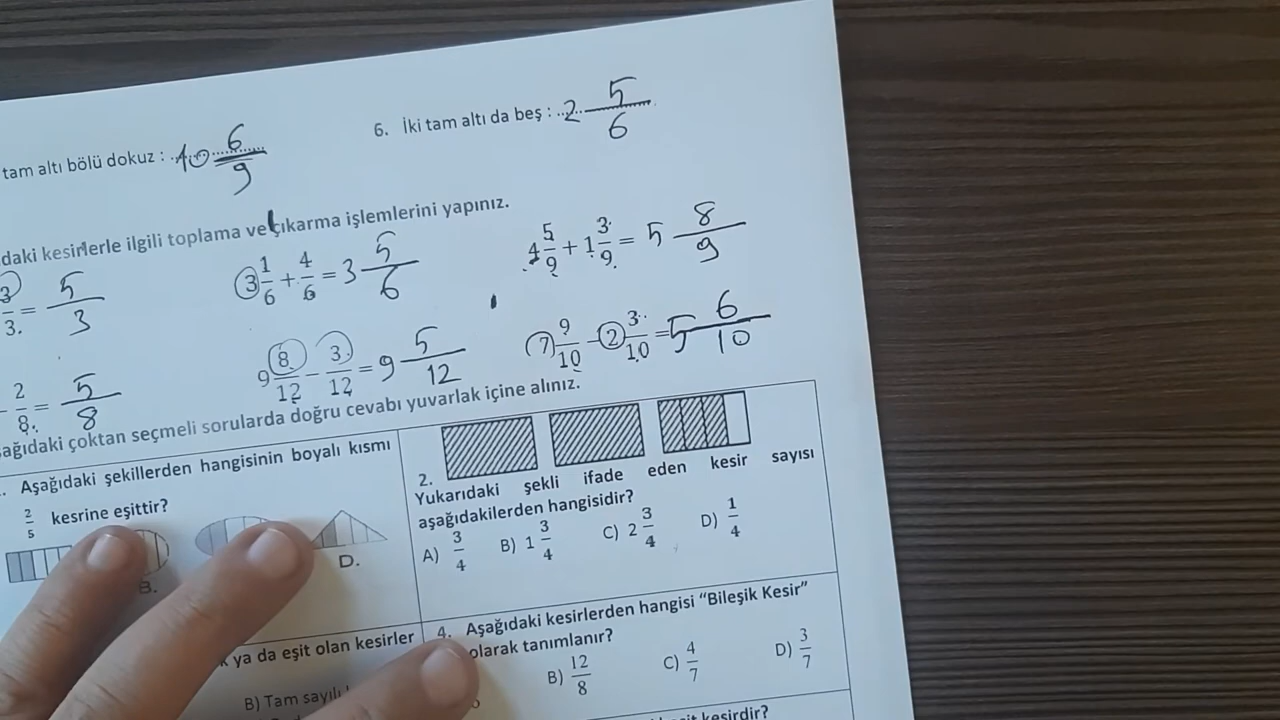 tam altı bölü dokuz : 10 6/9
6. İki tam altı da beş : 2 5/6
daki kesirlerle ilgili toplama ve çıkarma işlemlerini yapınız.
3/3 = 5/3
3 1/6 + 4/6 = 3 5/6
4 5/9 + 1 3/9 = 5 8/9
- 2/8 = 5/8
9 8/12 - 3/12 = 9 5/12
7 9/10 - 2 3/10 = 5 6/10
şağıdaki çoktan seçmeli sorularda doğru cevabı yuvarlak içine alınız.
. Aşağıdaki şekillerden hangisinin boyalı kısmı
2/5 kesrine eşittir?
B.
D.
2.
Yukarıdaki şekli ifade eden kesir sayısı
aşağıdakilerden hangisidir?
A) 3/4 B) 1 3/4 C) 2 3/4 D) 1/4
k ya da eşit olan kesirler
B) Tam sayılı
4. Aşağıdaki kesirlerden hangisi “Bileşik Kesir”
olarak tanımlanır?
B) 12/8 C) 4/7 D) 3/7
kesirdir?